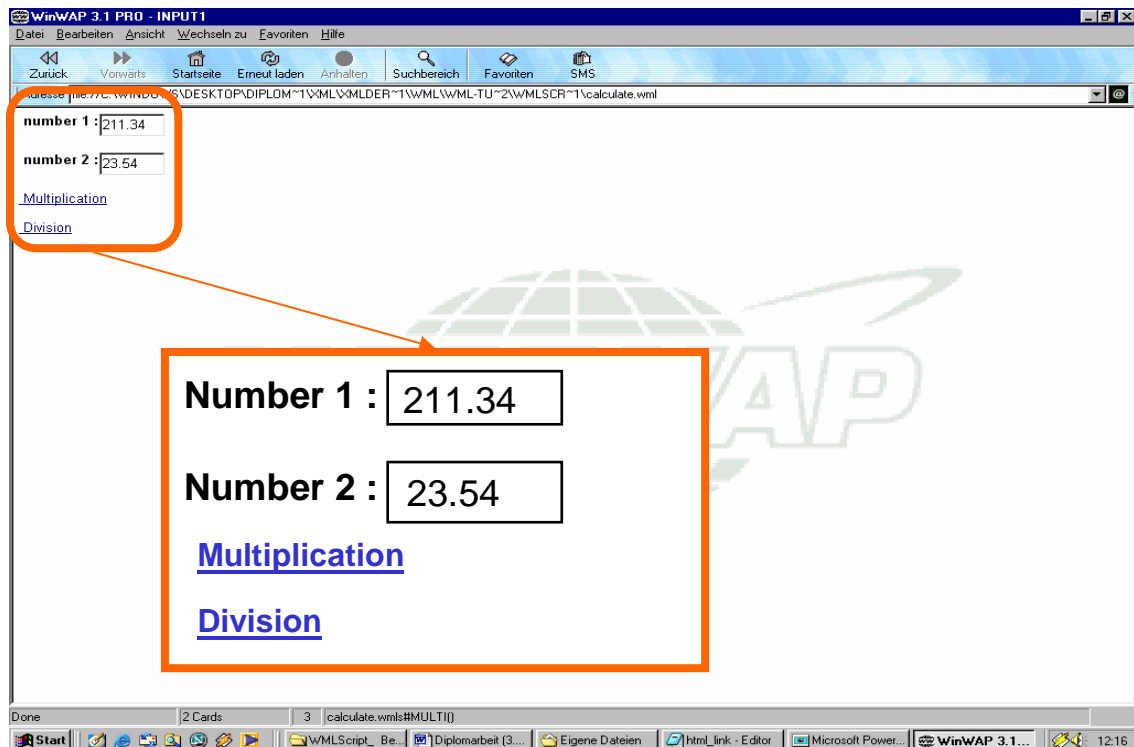 WinWAP 3.1 PRO - INPUT1
Datei Bearbeiten Ansicht Wechseln zu Favoriten Hilfe
Zurück Vorwärts Startseite Erneut laden Anhalten Suchbereich Favoriten SMS
Adresse file://C:\WINDOWS\DESKTOP\DIPLOM~1\XML\XMLDER~1\WML\WML-TU~2\WMLSCR~1\calculate.wml
number 1 : 211.34
number 2 : 23.54
Multiplication
Division
Number 1 : 211.34
Number 2 : 23.54
Multiplication
Division
Done 2 Cards 3 calculate.wmls#MULTI()
Start WMLScript_ Be... Diplomarbeit (3.... Eigene Dateien html_link - Editor Microsoft Power... WinWAP 3.1... 12:16